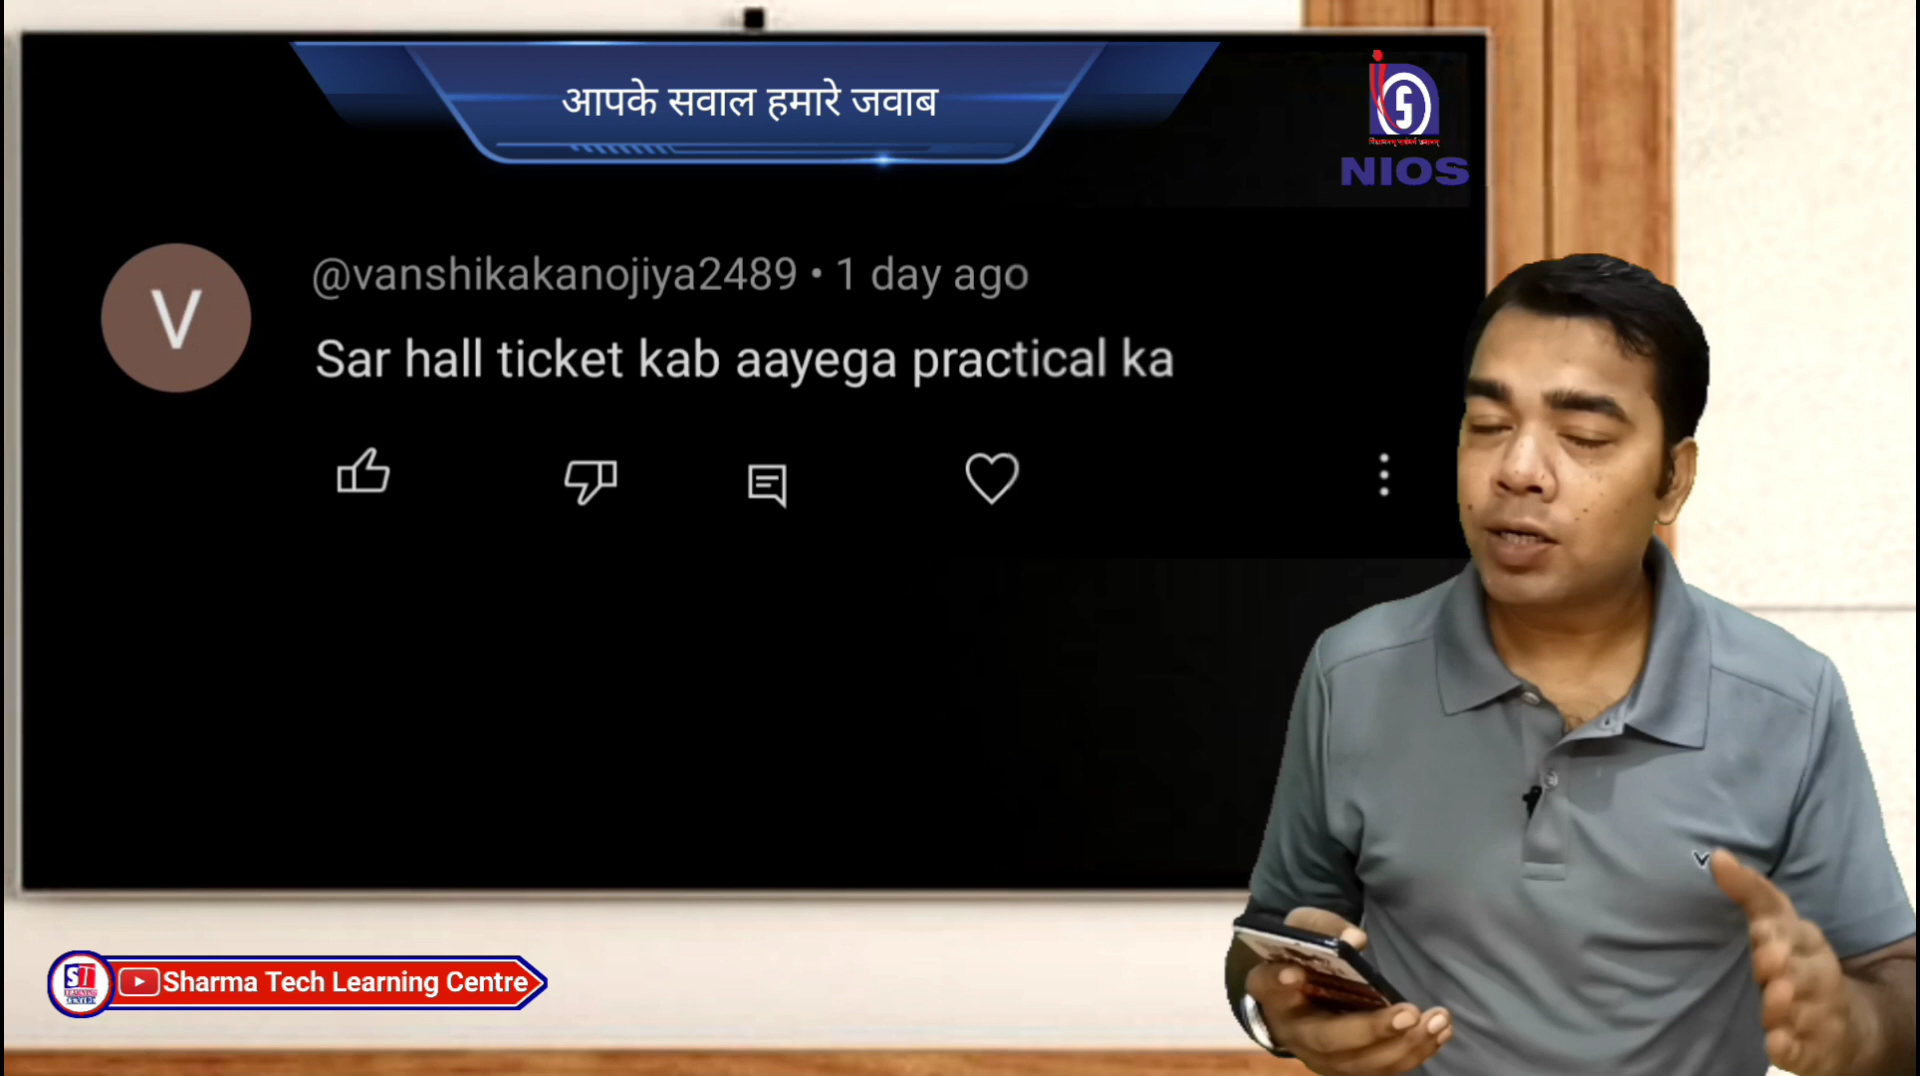 आपके सवाल हमारे जवाब
NIOS
V
@vanshikakanojiya2489 • 1 day ago
Sar hall ticket kab aayega practical ka
ST
Sharma Tech Learning Centre